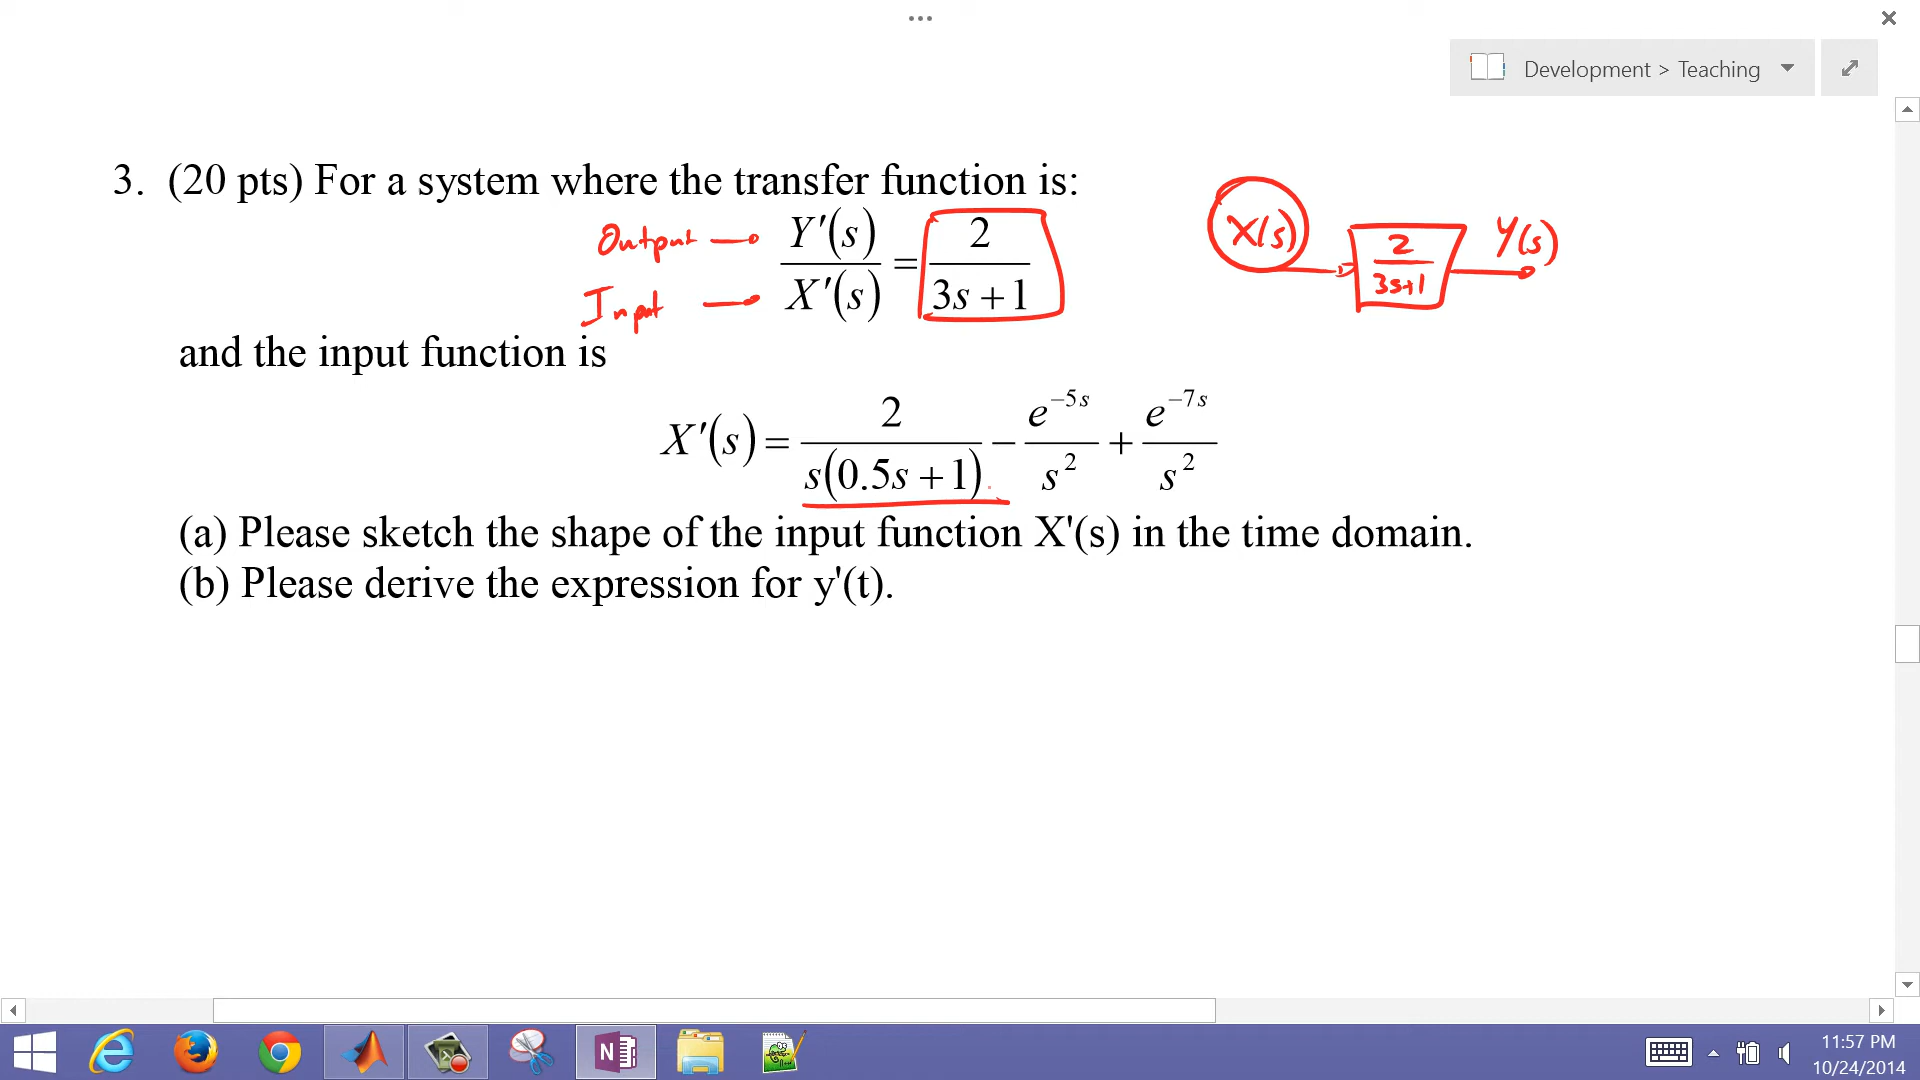 Development > Teaching
3. (20 pts) For a system where the transfer function is:
Output → Y'(s) / X'(s) = 2 / (3s + 1)
Input →
X(s) → 2 / 3s+1 → Y(s)
and the input function is
X'(s) = 2 / s(0.5s + 1) − e^{−5s} / s^2 + e^{−7s} / s^2
(a) Please sketch the shape of the input function X'(s) in the time domain.
(b) Please derive the expression for y'(t).
11:57 PM
10/24/2014